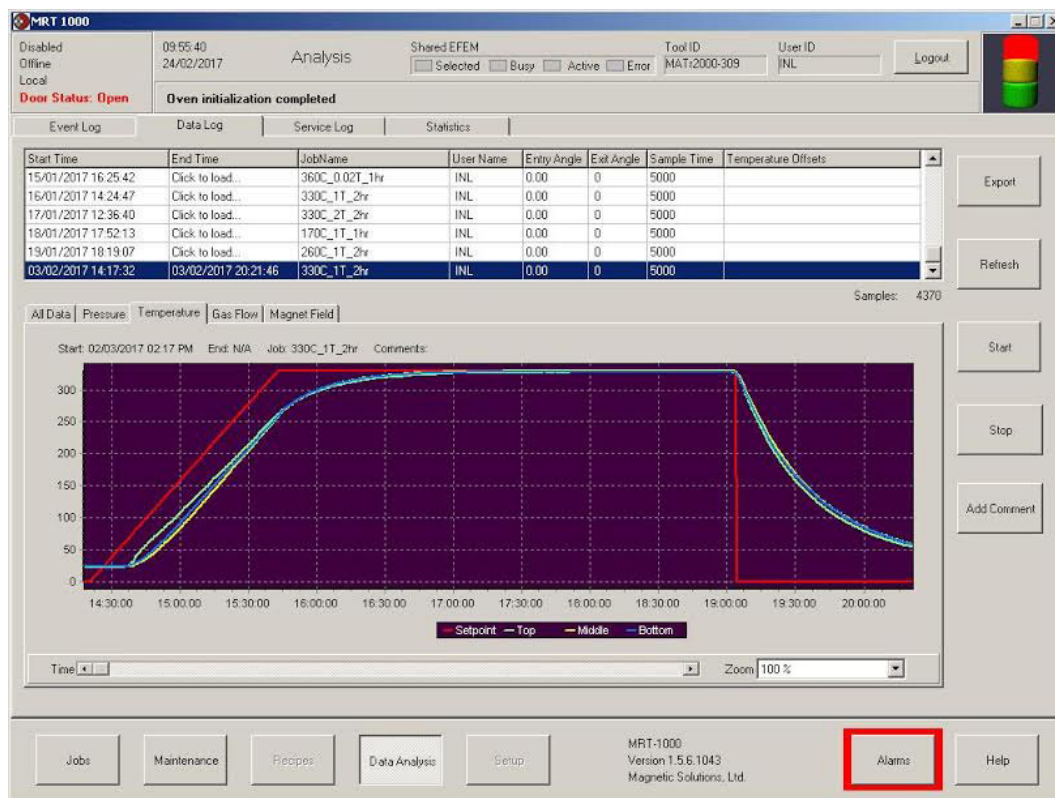 MRT 1000
Disabled
Offline
Local
Door Status: Open
09:55:40
24/02/2017
Analysis
Shared EFEM
Selected Busy Active Error
Tool ID
MATr2000-309
User ID
INL
Logout
Oven initialization completed
Event Log Data Log Service Log Statistics
Start Time End Time JobName User Name Entry Angle Exit Angle Sample Time Temperature Offsets
15/01/2017 16:25:42 Click to load... 360C_0.02T_1hr INL 0.00 0 5000
16/01/2017 14:24:47 Click to load... 330C_1T_2hr INL 0.00 0 5000
17/01/2017 12:36:40 Click to load... 330C_2T_2hr INL 0.00 0 5000
18/01/2017 17:52:13 Click to load... 170C_1T_1hr INL 0.00 0 5000
19/01/2017 18:19:07 Click to load... 260C_1T_2hr INL 0.00 0 5000
03/02/2017 14:17:32 03/02/2017 20:21:46 330C_1T_2hr INL 0.00 0 5000
Samples: 4370
Export
Refresh
Start
Stop
Add Comment
All Data Pressure Temperature Gas Flow Magnet Field
Start: 02/03/2017 02:17 PM End: N/A Job: 330C_1T_2hr Comments:
300
250
200
150
100
50
0
14:30:00 15:00:00 15:30:00 16:00:00 16:30:00 17:00:00 17:30:00 18:00:00 18:30:00 19:00:00 19:30:00 20:00:00
Setpoint Top Middle Bottom
Time Zoom 100 %
Jobs Maintenance Recipes Data Analysis Setup
MRT-1000
Version 1.5.6.1043
Magnetic Solutions, Ltd.
Alarms Help